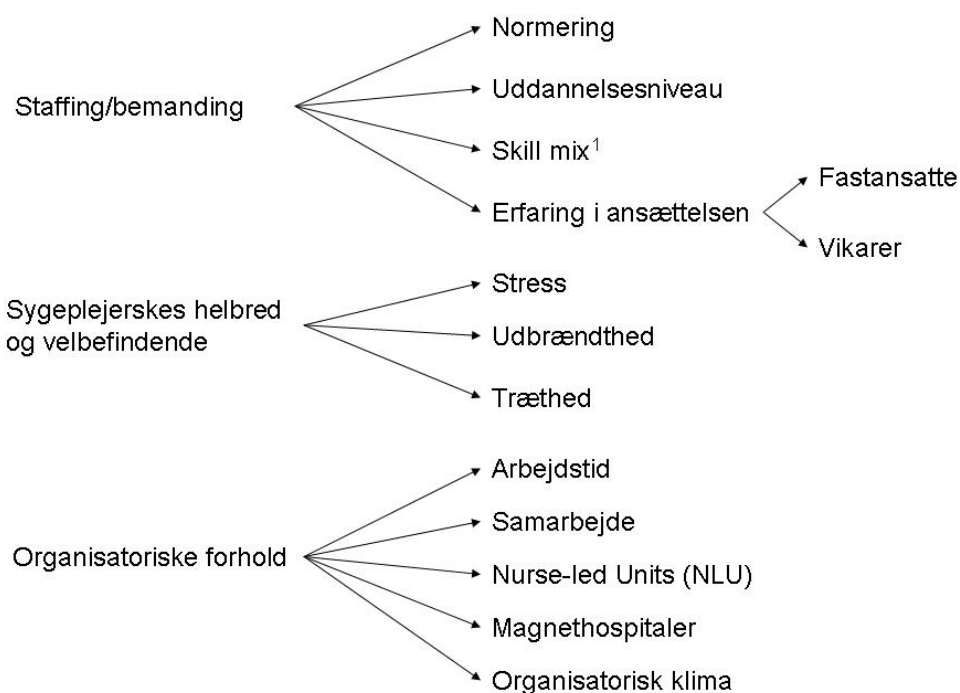 Normering
Uddannelsesniveau
Staffing/bemanding
Skill mix¹
Fastansatte
Erfaring i ansættelsen
Vikarer
Stress
Sygeplejerskes helbred
og velbefindende
Udbrændthed
Træthed
Arbejdstid
Samarbejde
Organisatoriske forhold
Nurse-led Units (NLU)
Magnethospitaler
Organisatorisk klima